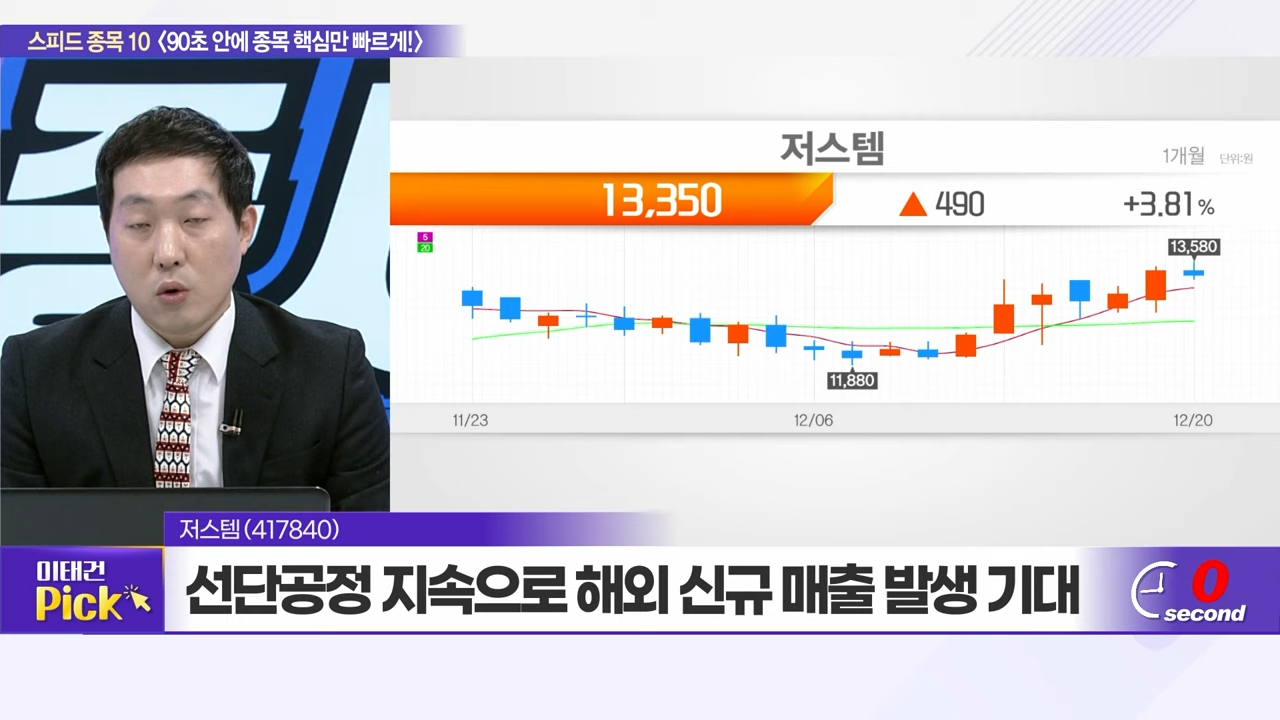 스피드 종목 10 〈90초 안에 종목 핵심만 빠르게!〉
저스템
1개월 단위:원
13,350 ▲ 490 +3.81%
5
20
13,580
11,880
11/23 12/06 12/20
저스템(417840)
이태건
Pick
선단공정 지속으로 해외 신규 매출 발생 기대
0
second